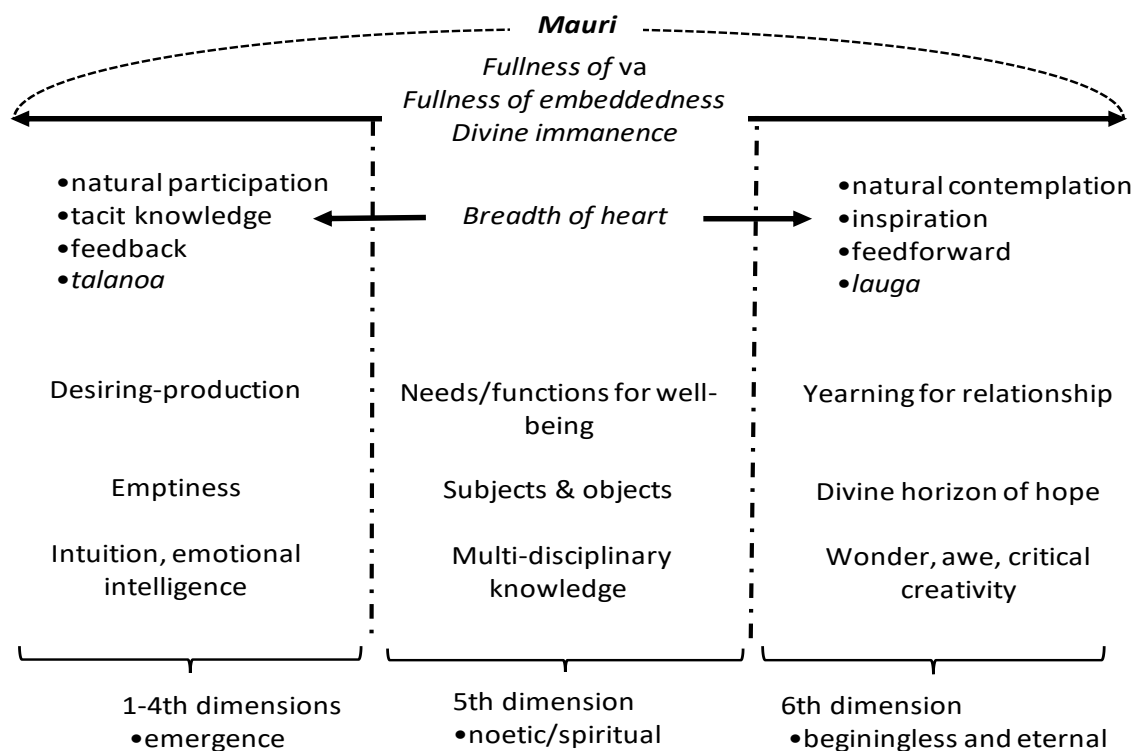 Mauri
Fullness of va
Fullness of embeddedness
Divine immanence
•natural participation
•tacit knowledge
•feedback
•talanoa
Breadth of heart
•natural contemplation
•inspiration
•feedforward
•lauga
Desiring-production
Needs/functions for well-
being
Yearning for relationship
Emptiness
Subjects & objects
Divine horizon of hope
Intuition, emotional
intelligence
Multi-disciplinary
knowledge
Wonder, awe, critical
creativity
1-4th dimensions
•emergence
5th dimension
•noetic/spiritual
6th dimension
•beginingless and eternal